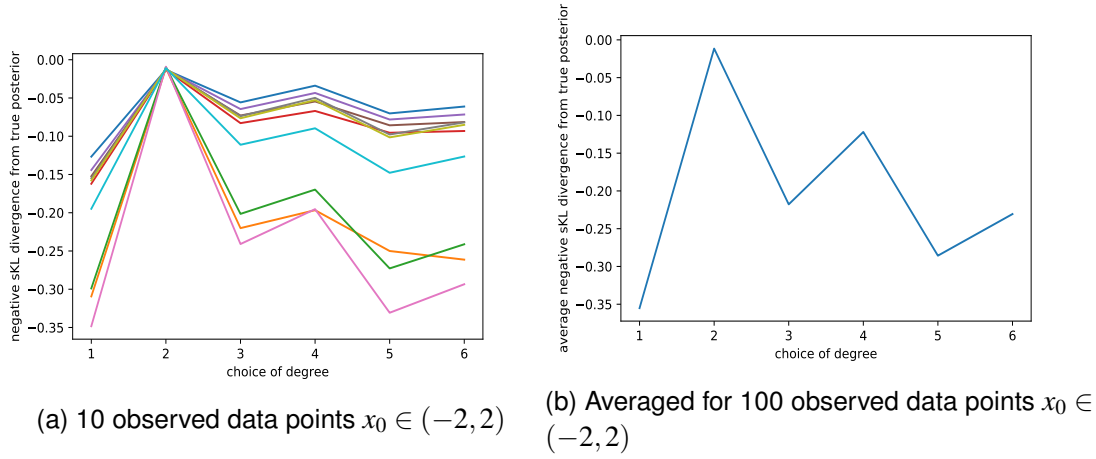 negative sKL divergence from true posterior
0.00
−0.05
−0.10
−0.15
−0.20
−0.25
−0.30
−0.35
1 2 3 4 5 6
choice of degree
(a) 10 observed data points x₀ ∈ (−2,2)
average negative sKL divergence from true posterior
0.00
−0.05
−0.10
−0.15
−0.20
−0.25
−0.30
−0.35
1 2 3 4 5 6
choice of degree
(b) Averaged for 100 observed data points x₀ ∈
(−2,2)